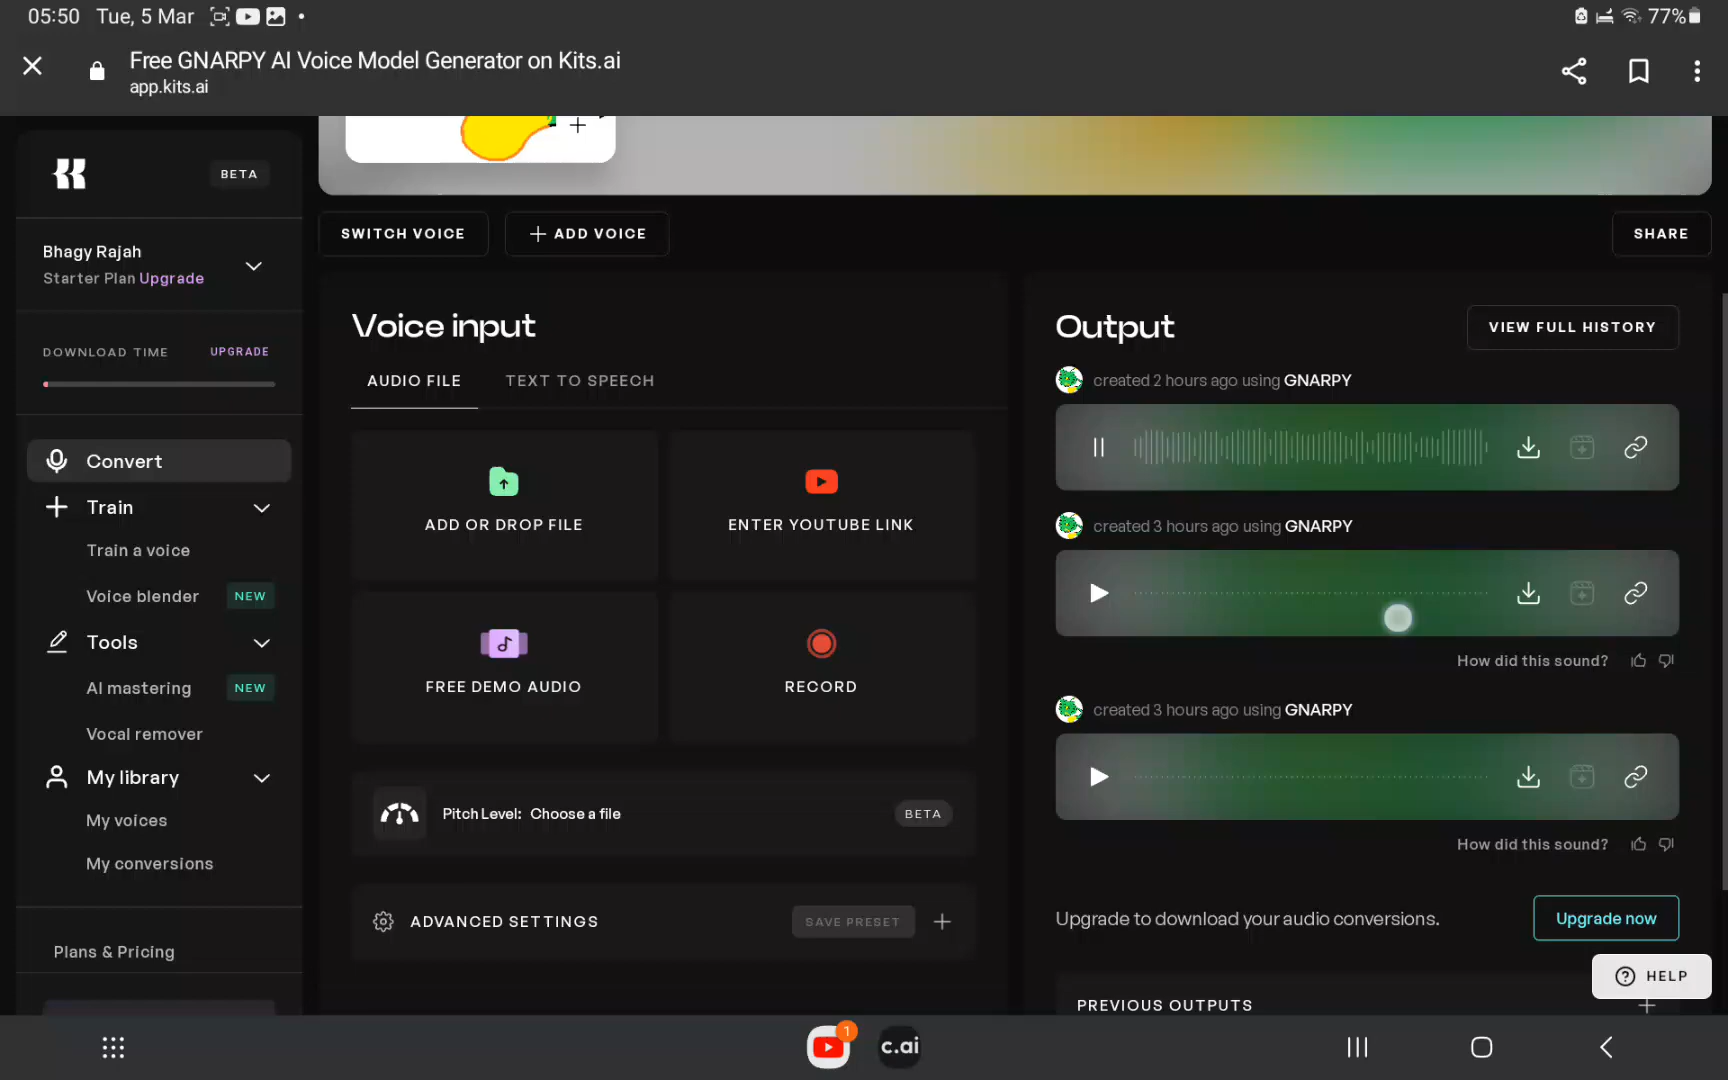 05:50 Tue, 5 Mar
77%
Free GNARPY AI Voice Model Generator on Kits.ai
app.kits.ai
BETA
Bhagy Rajah
Starter Plan Upgrade
DOWNLOAD TIME UPGRADE
Convert
Train
Train a voice
Voice blender NEW
Tools
AI mastering NEW
Vocal remover
My library
My voices
My conversions
Plans & Pricing
SWITCH VOICE
ADD VOICE
SHARE
Voice input
AUDIO FILE TEXT TO SPEECH
ADD OR DROP FILE
ENTER YOUTUBE LINK
FREE DEMO AUDIO
RECORD
Pitch Level: Choose a file BETA
ADVANCED SETTINGS SAVE PRESET
Output
VIEW FULL HISTORY
created 2 hours ago using GNARPY
created 3 hours ago using GNARPY
How did this sound?
created 3 hours ago using GNARPY
How did this sound?
Upgrade to download your audio conversions. Upgrade now
HELP
PREVIOUS OUTPUTS
1
c.ai